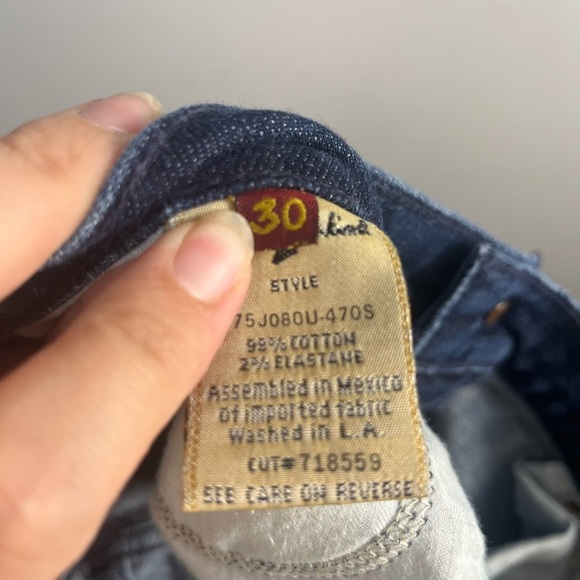 30
STYLE
75J080U-470S
98% COTTON
2% ELASTANE
Assembled in Mexico
of imported fabric
Washed in L.A.
CUT# 718559
SEE CARE ON REVERSE